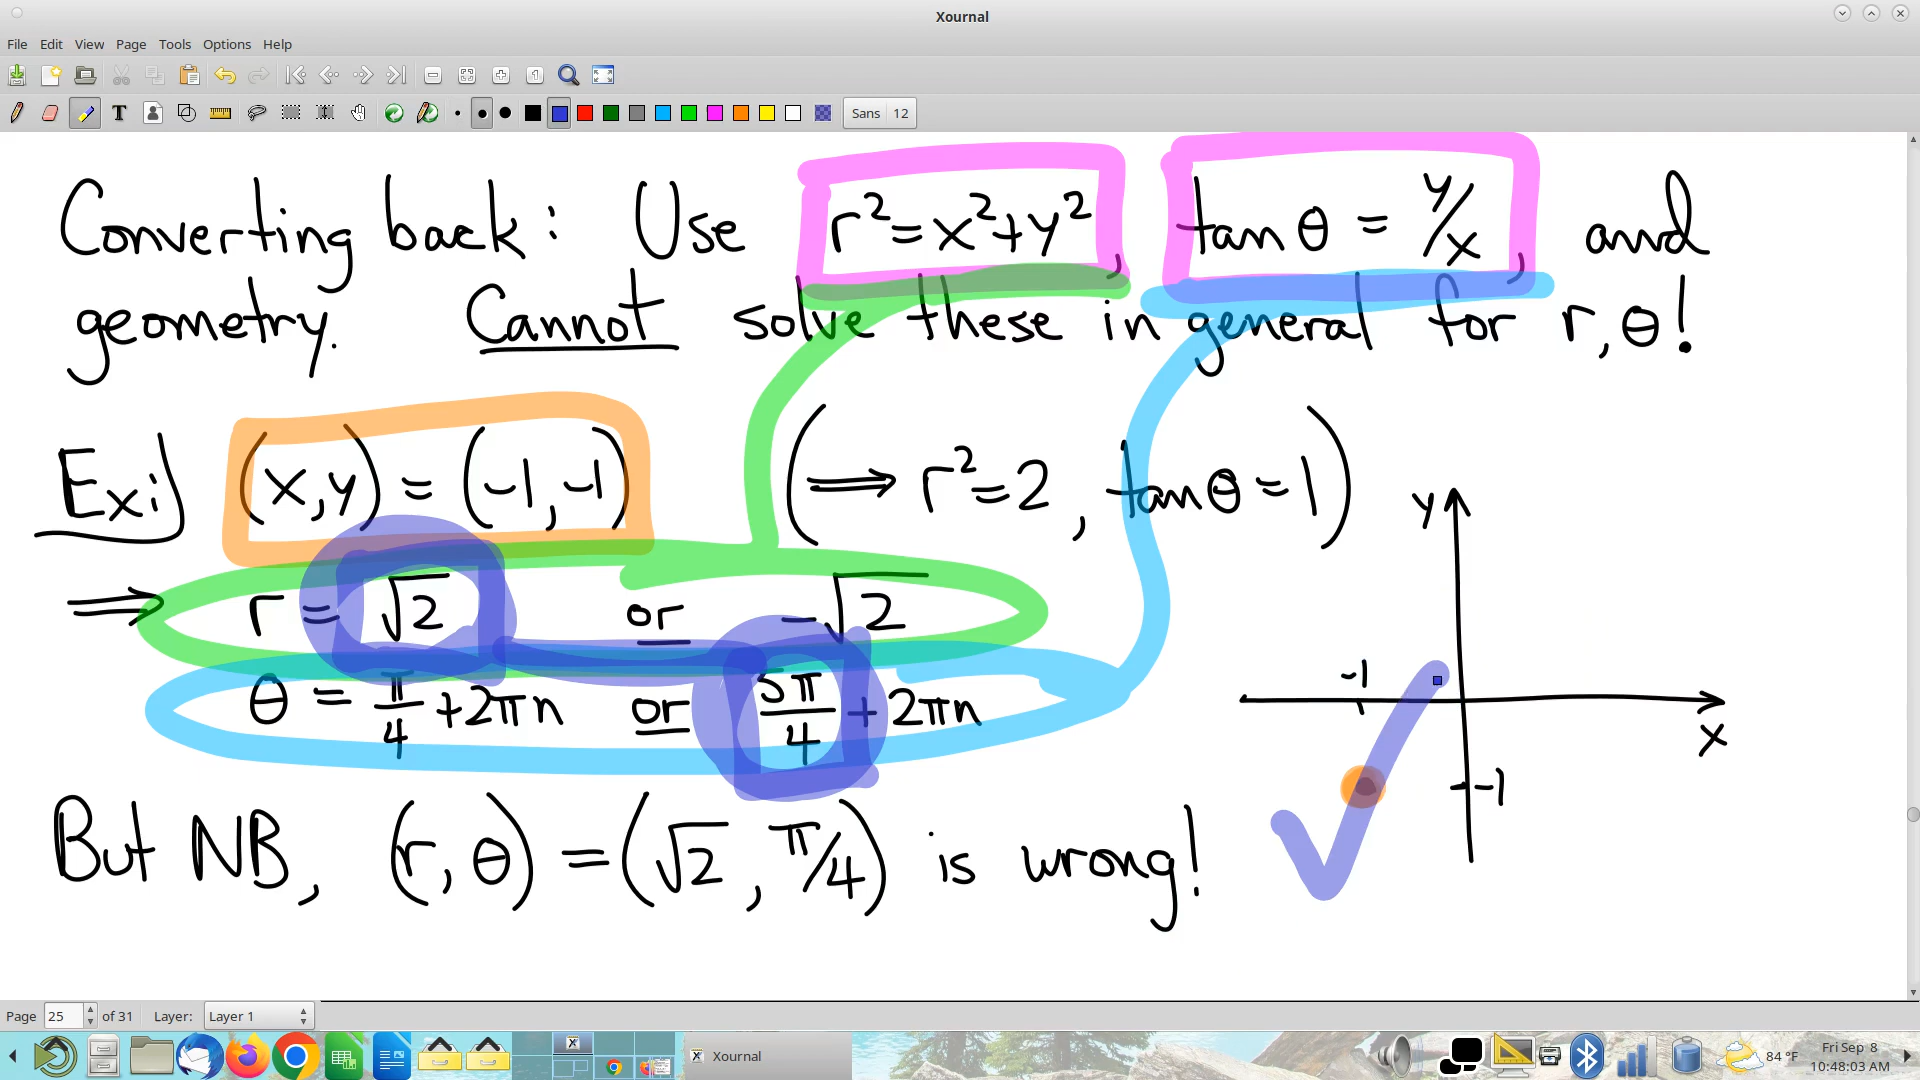 Xournal
File Edit View Page Tools Options Help
Sans 12
Converting back: Use r²=x²+y², tan θ = y/x, and
geometry. Cannot solve these in general for r, θ!
Ex:) (x,y) = (-1,-1) (⟹ r²=2, tanθ=1)
⟹ r = √2 or -√2
θ = π/4 +2πn or 5π/4 +2πn
y
-1
x
-1
But NB, (r, θ) = (√2, π/4) is wrong!
Page 25 of 31 Layer: Layer 1
Xournal
84 °F
Fri Sep 8
10:48:03 AM